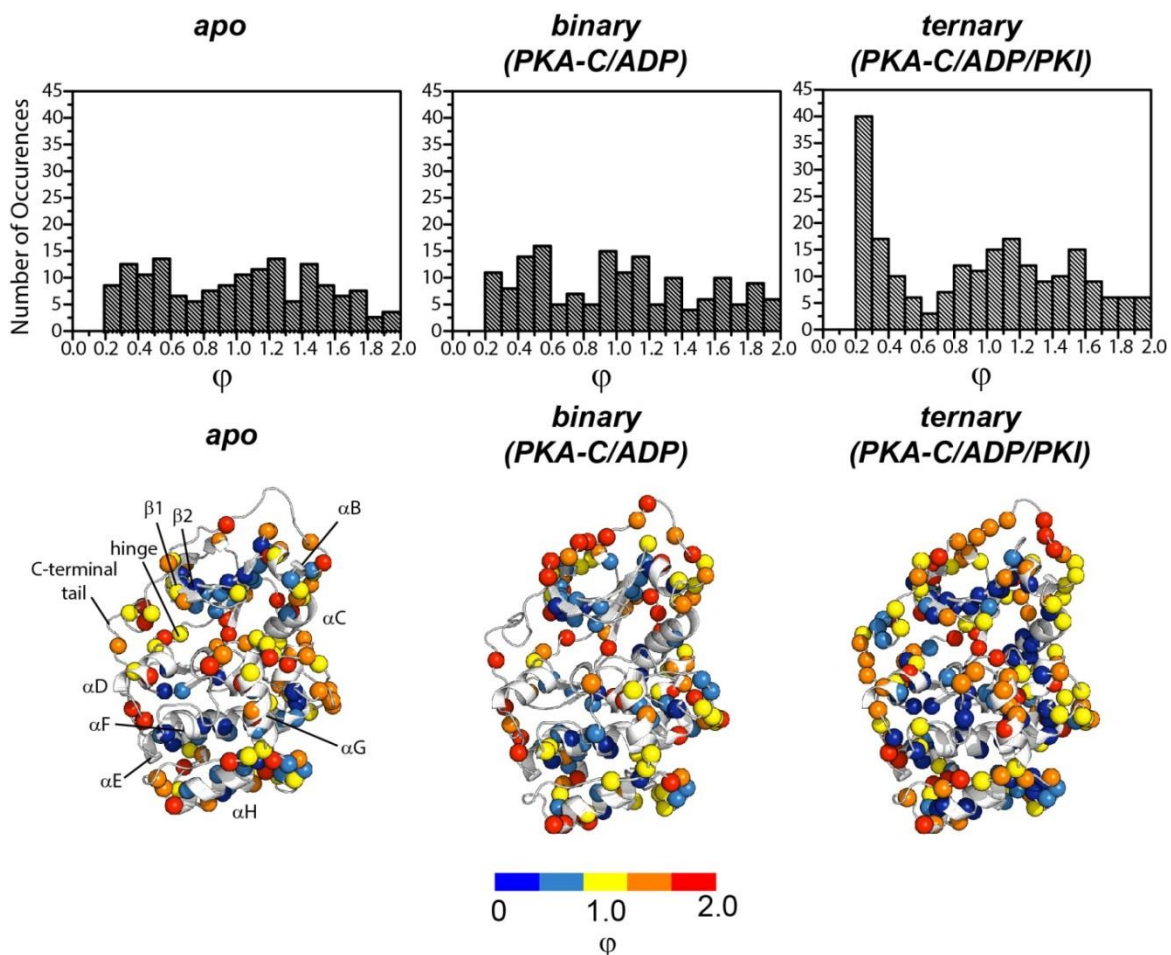 apo
binary
(PKA-C/ADP)
ternary
(PKA-C/ADP/PKI)
Number of Occurences
45
40
35
30
25
20
15
10
5
0
0.0 0.2 0.4 0.6 0.8 1.0 1.2 1.4 1.6 1.8 2.0
φ
45
40
35
30
25
20
15
10
5
0
0.0 0.2 0.4 0.6 0.8 1.0 1.2 1.4 1.6 1.8 2.0
φ
45
40
35
30
25
20
15
10
5
0
0.0 0.2 0.4 0.6 0.8 1.0 1.2 1.4 1.6 1.8 2.0
φ
apo
binary
(PKA-C/ADP)
ternary
(PKA-C/ADP/PKI)
β1
β2
αB
hinge
C-terminal
tail
αC
αD
αF
αG
αE
αH
0 1.0 2.0
φ